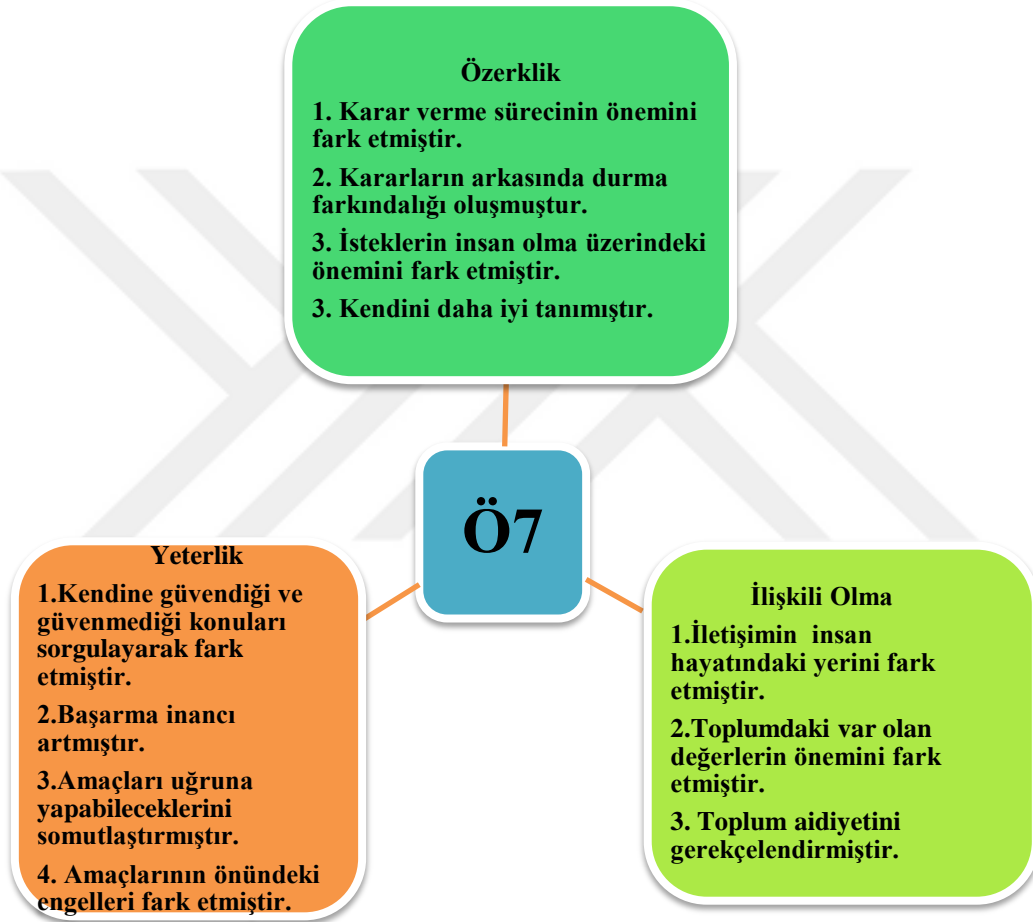 Özerklik
1. Karar verme sürecinin önemini
fark etmiştir.
2. Kararların arkasında durma
farkındalığı oluşmuştur.
3. İsteklerin insan olma üzerindeki
önemini fark etmiştir.
3. Kendini daha iyi tanımıştır.
Ö7
Yeterlik
1.Kendine güvendiği ve
güvenmediği konuları
sorgulayarak fark
etmiştir.
2.Başarma inancı
artmıştır.
3.Amaçları uğruna
yapabileceklerini
somutlaştırmıştır.
4. Amaçlarının önündeki
engelleri fark etmiştir.
İlişkili Olma
1.İletişimin insan
hayatındaki yerini fark
etmiştir.
2.Toplumdaki var olan
değerlerin önemini fark
etmiştir.
3. Toplum aidiyetini
gerekçelendirmiştir.